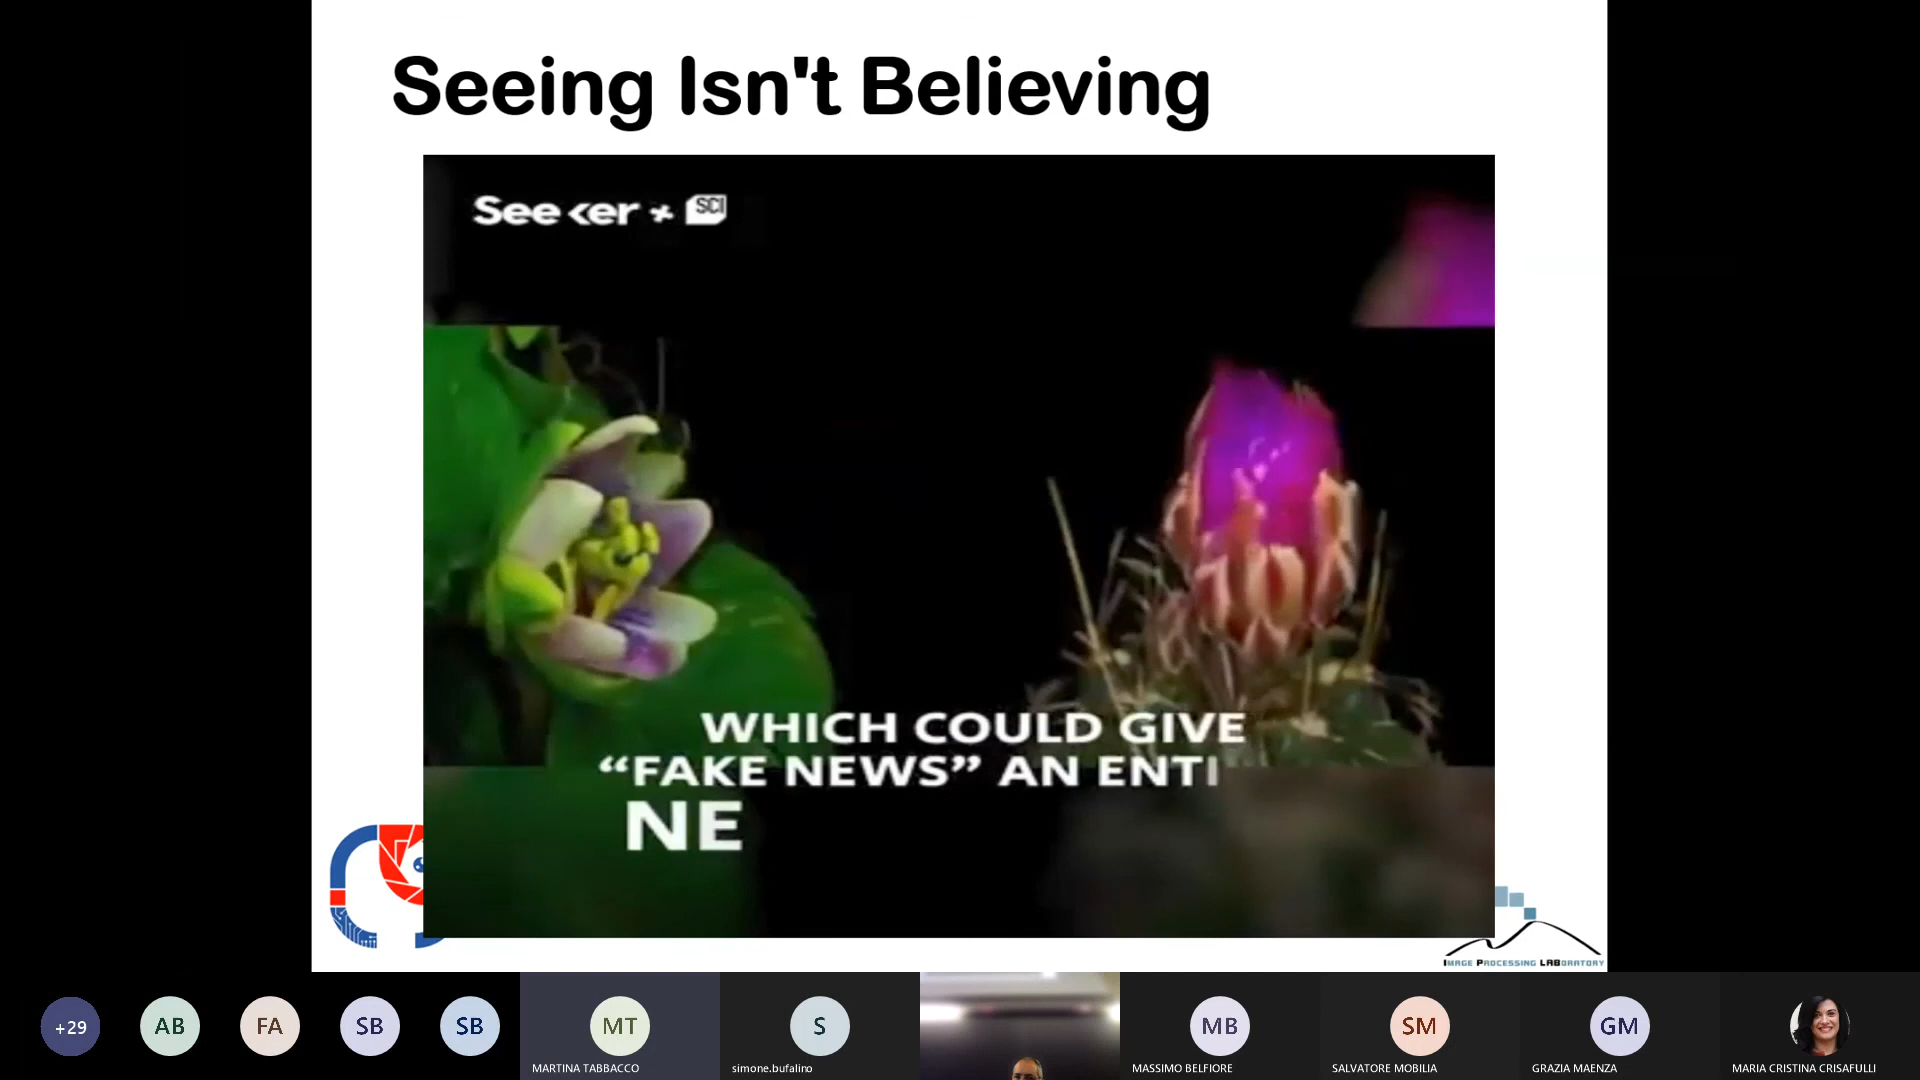 Seeing Isn't Believing
Seeker + SCI
WHICH COULD GIVE
“FAKE NEWS” AN ENTI
NE
IMAGE PROCESSING LABORATORY
+29
AB
FA
SB
SB
MT
S
MB
SM
GM
MARTINA TABBACCO
simone.bufalino
MASSIMO BELFIORE
SALVATORE MOBILIA
GRAZIA MAENZA
MARIA CRISTINA CRISAFULLI